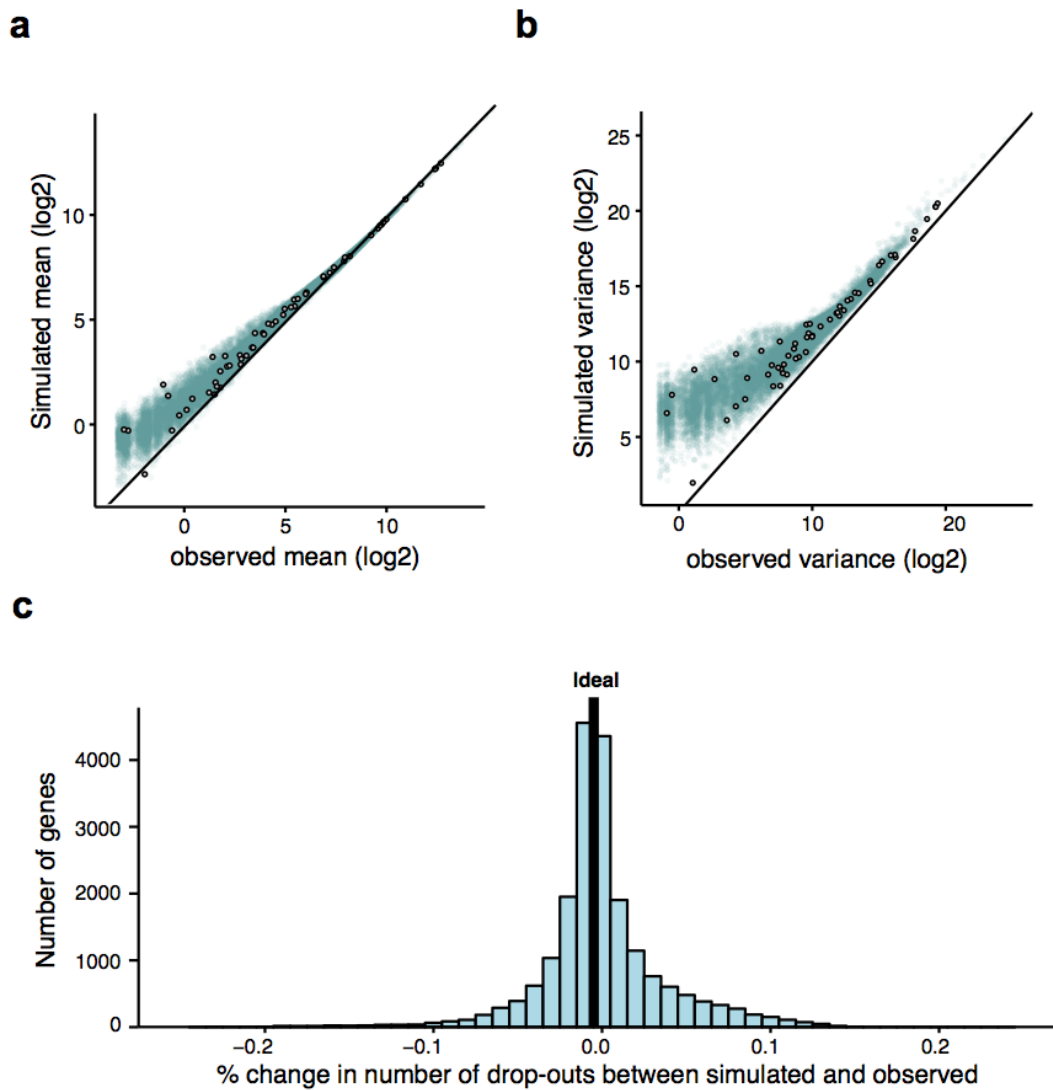 a
b
Simulated mean (log2)
10
5
0
0
5
10
observed mean (log2)
Simulated variance (log2)
25
20
15
10
5
0
10
20
observed variance (log2)
c
Ideal
Number of genes
4000
3000
2000
1000
0
−0.2
−0.1
0.0
0.1
0.2
% change in number of drop-outs between simulated and observed